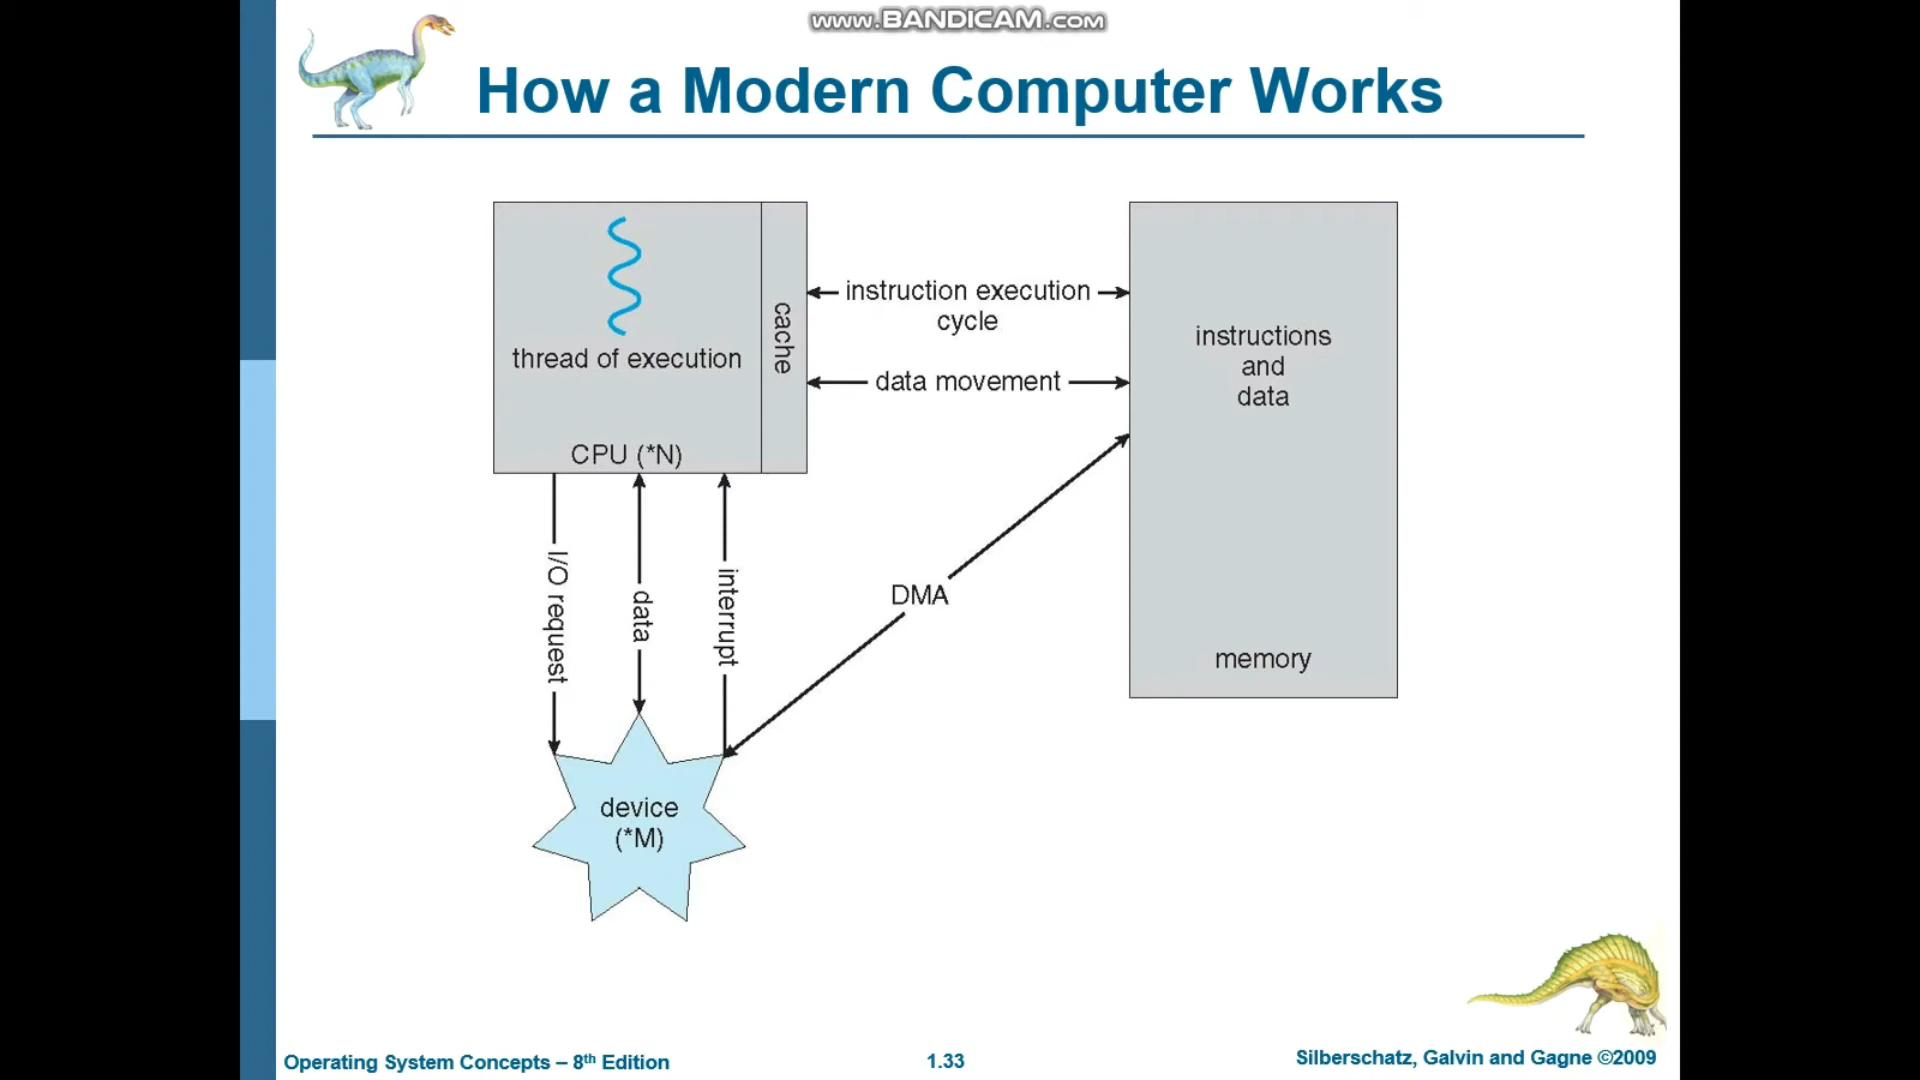 www.BANDICAM.com
How a Modern Computer Works
thread of execution
CPU (*N)
cache
instruction execution
cycle
data movement
instructions
and
data
memory
I/O request
data
interrupt
DMA
device
(*M)
Operating System Concepts – 8th Edition
1.33
Silberschatz, Galvin and Gagne ©2009